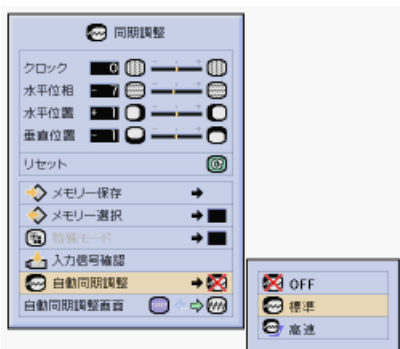 同期調整
クロック 0
水平位相 - 7
水平位置 + 1
垂直位置 - 1
リセット
メモリー保存
メモリー選択
特殊モード
入力信号確認
自動同期調整
自動同期調整画面
OFF
標準
高速